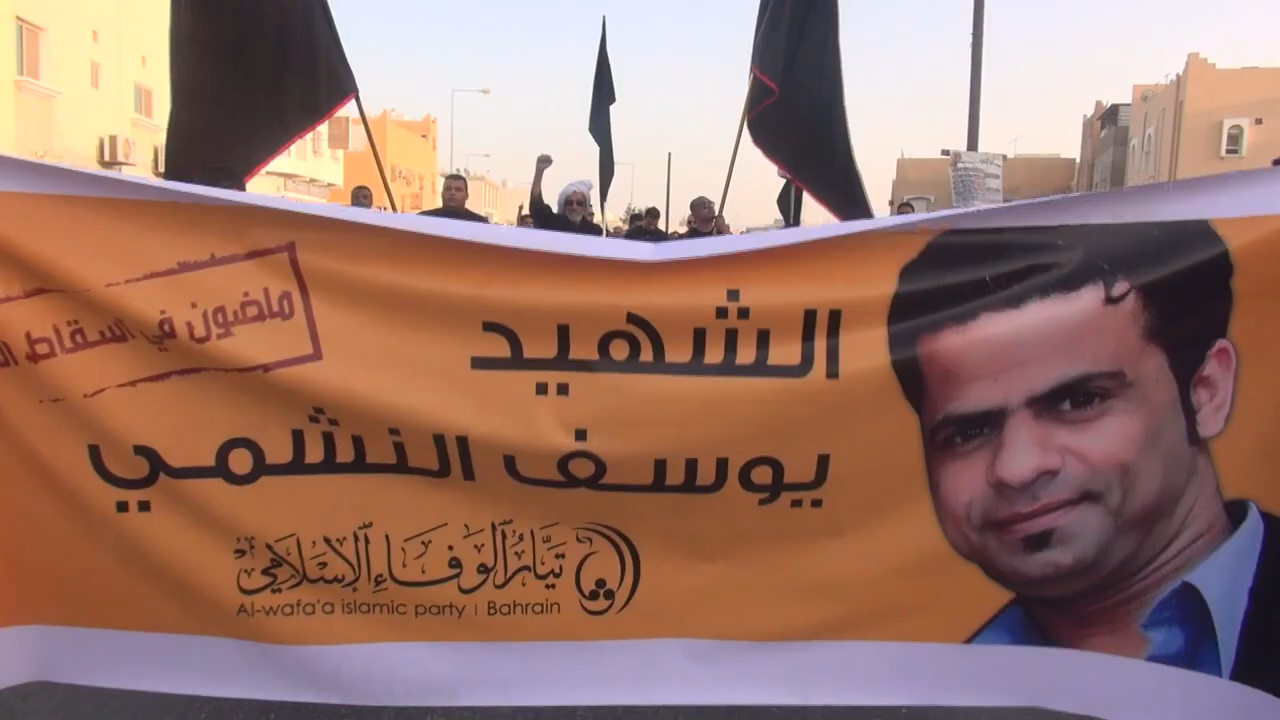 الشهيد
يوسف النشمي
ماضون في اسقاط
تيار الوفاء الإسلامي
Al-wafa'a islamic party | Bahrain